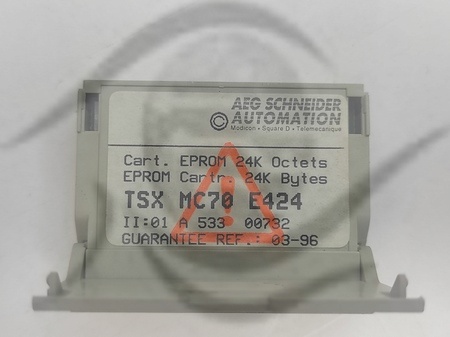 AEG SCHNEIDER
AUTOMATION
Modicon • Square D • Telemecanique
Cart. EPROM 24K Octets
EPROM Cartr. 24K Bytes
TSX MC70 E424
II:01 A 533 00732
GUARANTEE REF.: 03-96